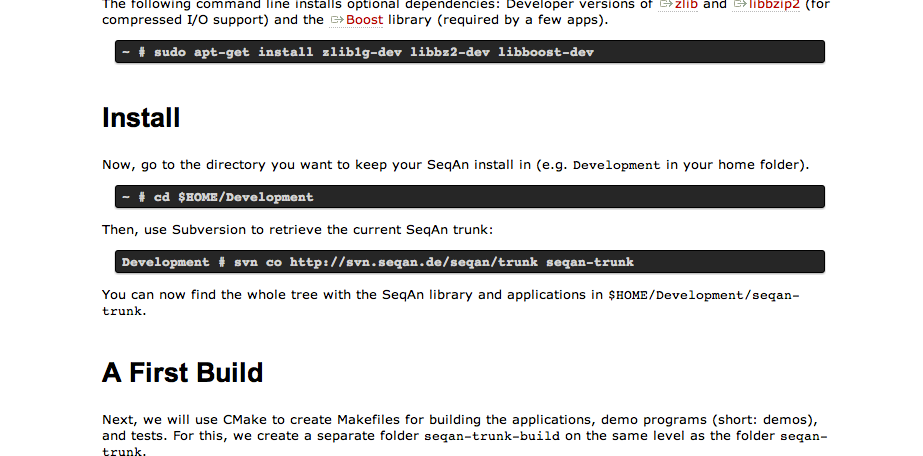 The following command line installs optional dependencies: Developer versions of zlib and libbzip2 (for
compressed I/O support) and the Boost library (required by a few apps).
~ # sudo apt-get install zlib1g-dev libbz2-dev libboost-dev
Install
Now, go to the directory you want to keep your SeqAn install in (e.g. Development in your home folder).
~ # cd $HOME/Development
Then, use Subversion to retrieve the current SeqAn trunk:
Development # svn co http://svn.seqan.de/seqan/trunk seqan-trunk
You can now find the whole tree with the SeqAn library and applications in $HOME/Development/seqan-
trunk.
A First Build
Next, we will use CMake to create Makefiles for building the applications, demo programs (short: demos),
and tests. For this, we create a separate folder seqan-trunk-build on the same level as the folder seqan-
trunk.